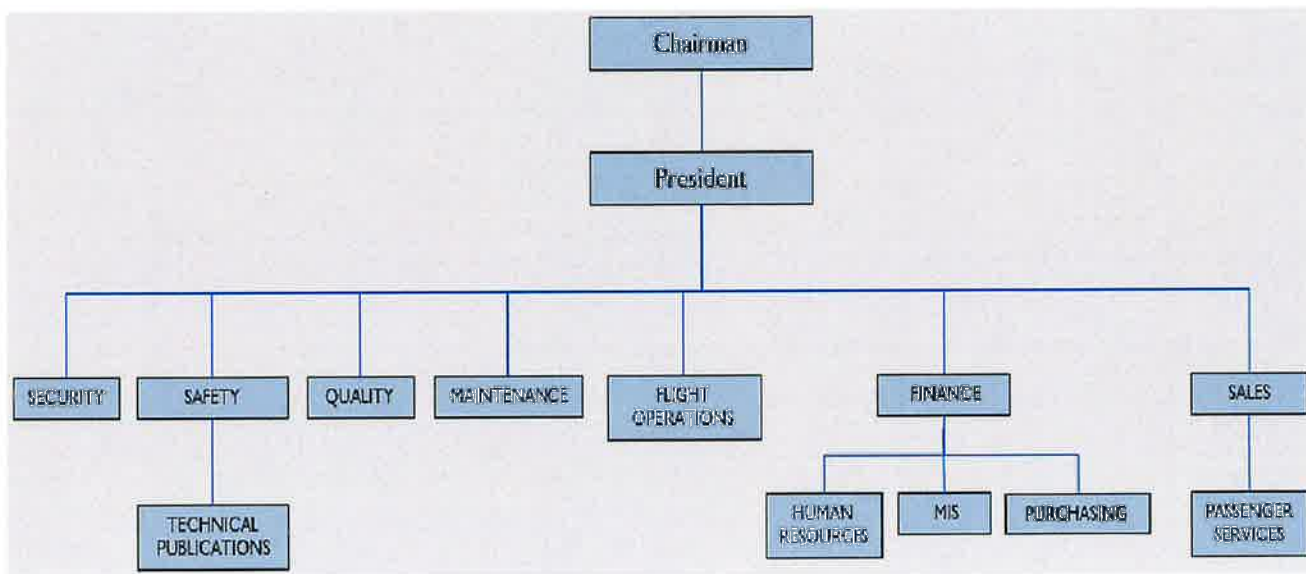 Chairman
President
SECURITY
SAFETY
QUALITY
MAINTENANCE
FLIGHT
OPERATIONS
FINANCE
SALES
TECHNICAL
PUBLICATIONS
HUMAN
RESOURCES
MIS
PURCHASING
PASSENGER
SERVICES